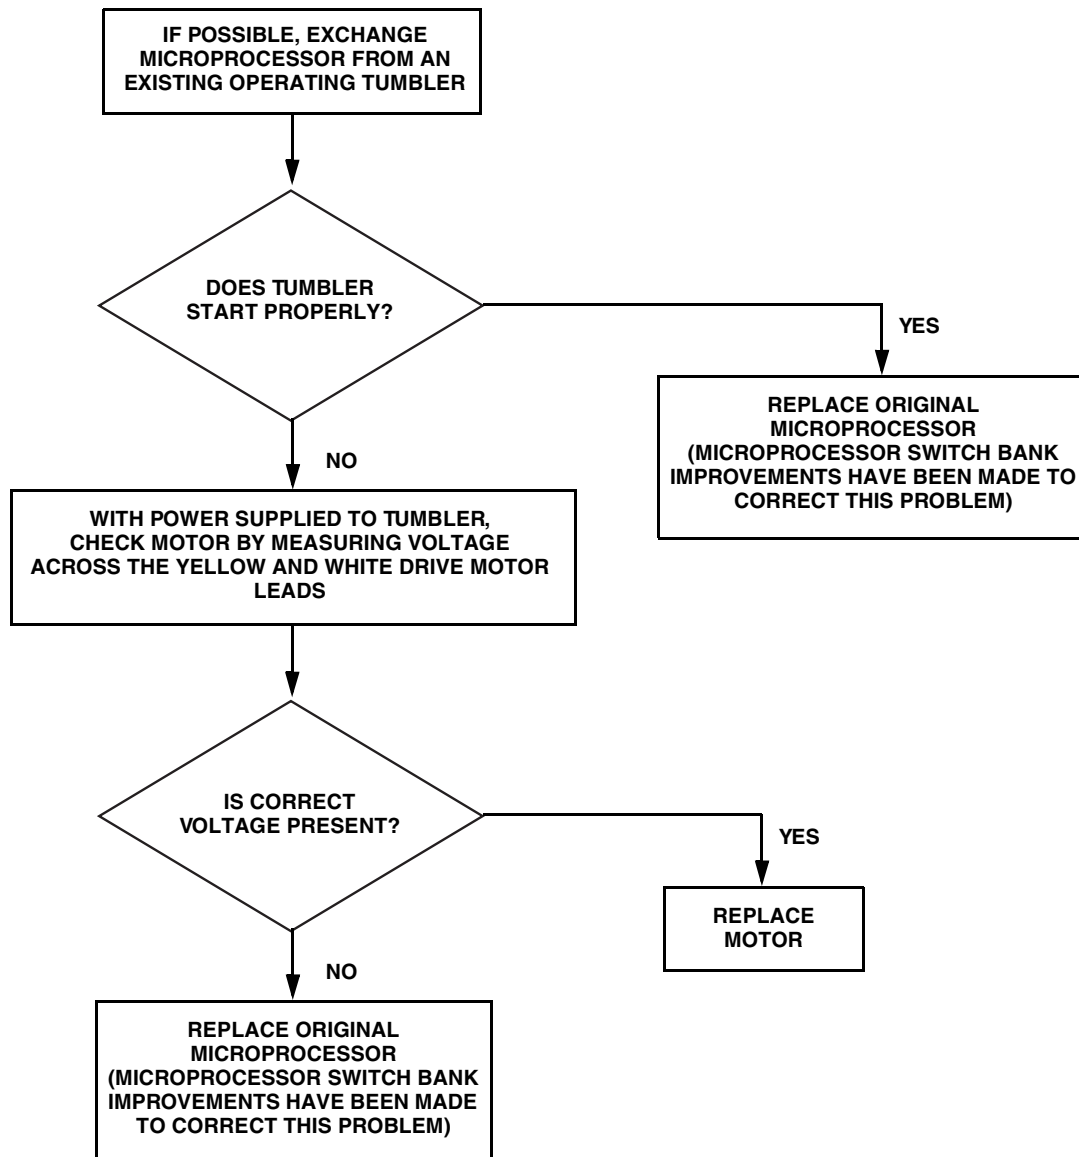 IF POSSIBLE, EXCHANGE
MICROPROCESSOR FROM AN
EXISTING OPERATING TUMBLER
DOES TUMBLER
START PROPERLY?
YES
REPLACE ORIGINAL
MICROPROCESSOR
(MICROPROCESSOR SWITCH BANK
IMPROVEMENTS HAVE BEEN MADE TO
CORRECT THIS PROBLEM)
NO
WITH POWER SUPPLIED TO TUMBLER,
CHECK MOTOR BY MEASURING VOLTAGE
ACROSS THE YELLOW AND WHITE DRIVE MOTOR
LEADS
IS CORRECT
VOLTAGE PRESENT?
YES
REPLACE
MOTOR
NO
REPLACE ORIGINAL
MICROPROCESSOR
(MICROPROCESSOR SWITCH BANK
IMPROVEMENTS HAVE BEEN MADE
TO CORRECT THIS PROBLEM)